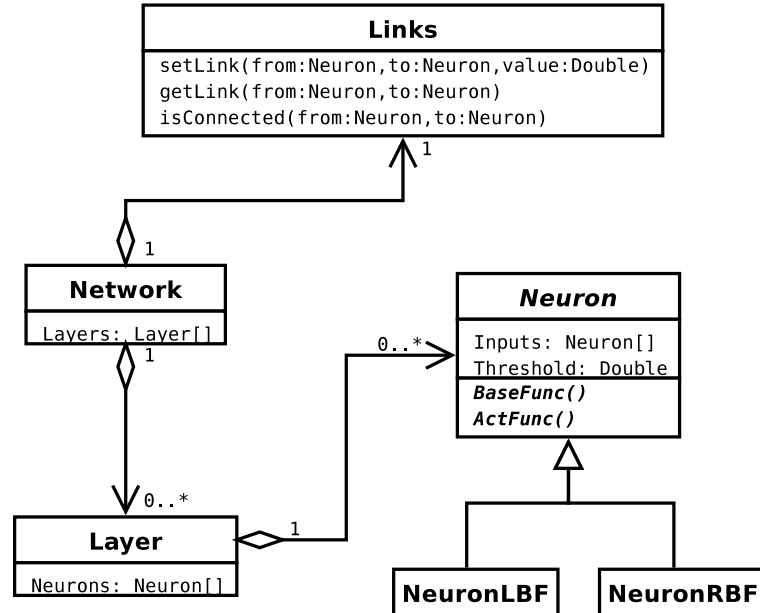 Links
setLink(from:Neuron,to:Neuron,value:Double)
getLink(from:Neuron,to:Neuron)
isConnected(from:Neuron,to:Neuron)
1
1
Network
Layers: Layer[]
1
0..*
Neuron
Inputs: Neuron[]
Threshold: Double
BaseFunc()
ActFunc()
0..*
Layer
Neurons: Neuron[]
1
NeuronLBF
NeuronRBF